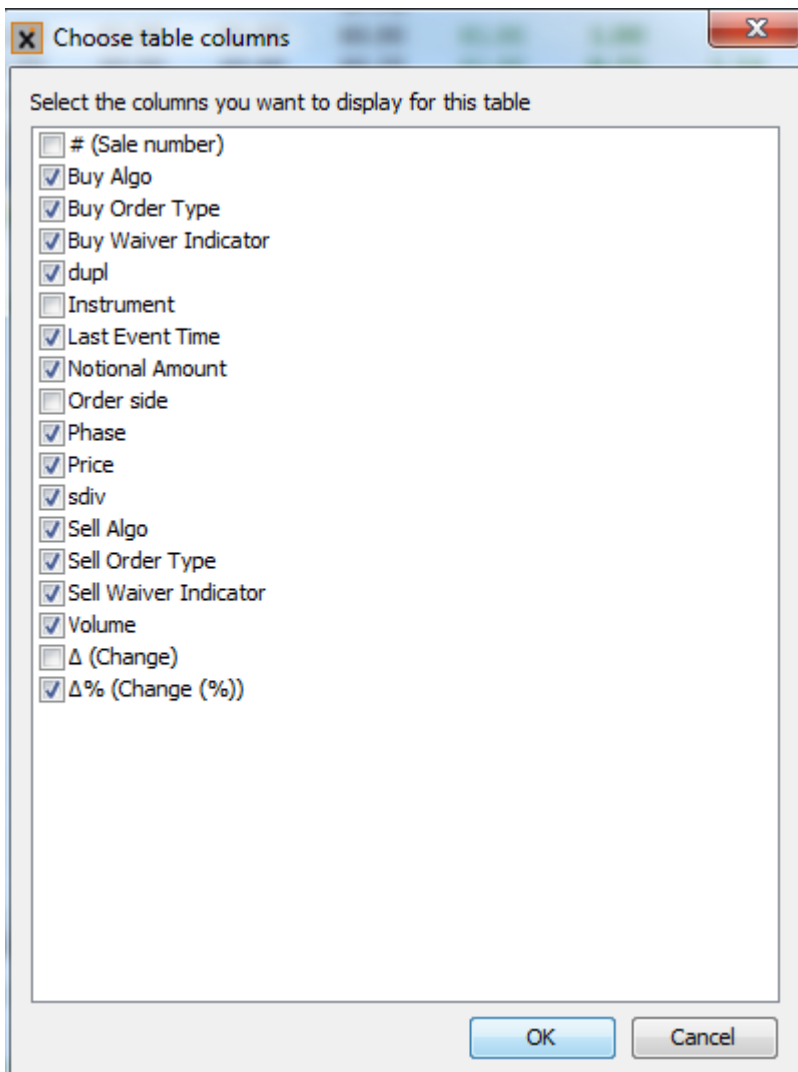 Choose table columns
Select the columns you want to display for this table
# (Sale number)
Buy Algo
Buy Order Type
Buy Waiver Indicator
dupl
Instrument
Last Event Time
Notional Amount
Order side
Phase
Price
sdiv
Sell Algo
Sell Order Type
Sell Waiver Indicator
Volume
Δ (Change)
Δ% (Change (%))
OK Cancel